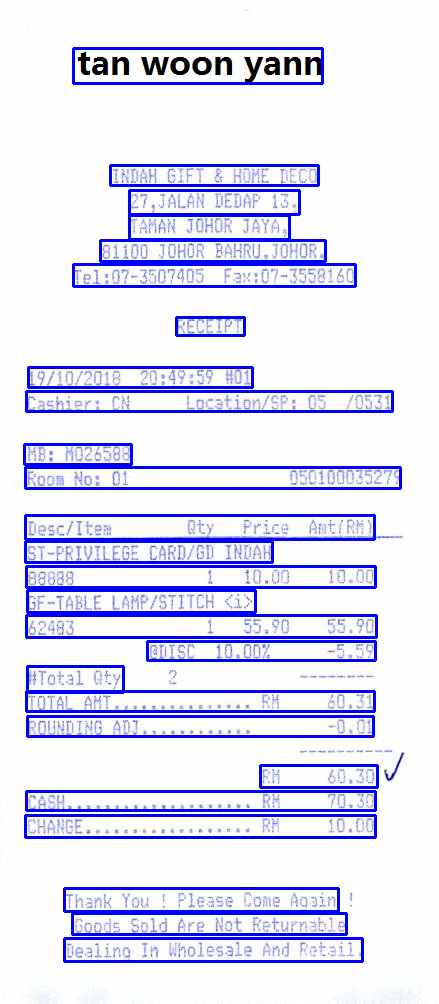 tan woon yann
INDAH GIFT & HOME DECO
27,JALAN DEDAP 13,
TAMAN JOHOR JAYA,
81100 JOHOR BAHRU,JOHOR.
Tel:07-3507405 Fax:07-3558160
RECEIPT
19/10/2018 20:49:59 #01
Cashier: CN Location/SP: 05 /0531
MB: M026588
Room No: 01 050100035279
Desc/Item Qty Price Amt(RM)
ST-PRIVILEGE CARD/GD INDAH
88888 1 10.00 10.00
GF-TABLE LAMP/STITCH <i>
62483 1 55.90 55.90
@DISC 10.00% -5.59
#Total Qty 2 --------
TOTAL AMT............... RM 60.31
ROUNDING ADJ............ -0.01
----------
RM 60.30
CASH.................... RM 70.30
CHANGE.................. RM 10.00
Thank You ! Please Come Again !
Goods Sold Are Not Returnable
Dealing In Wholesale And Retail.